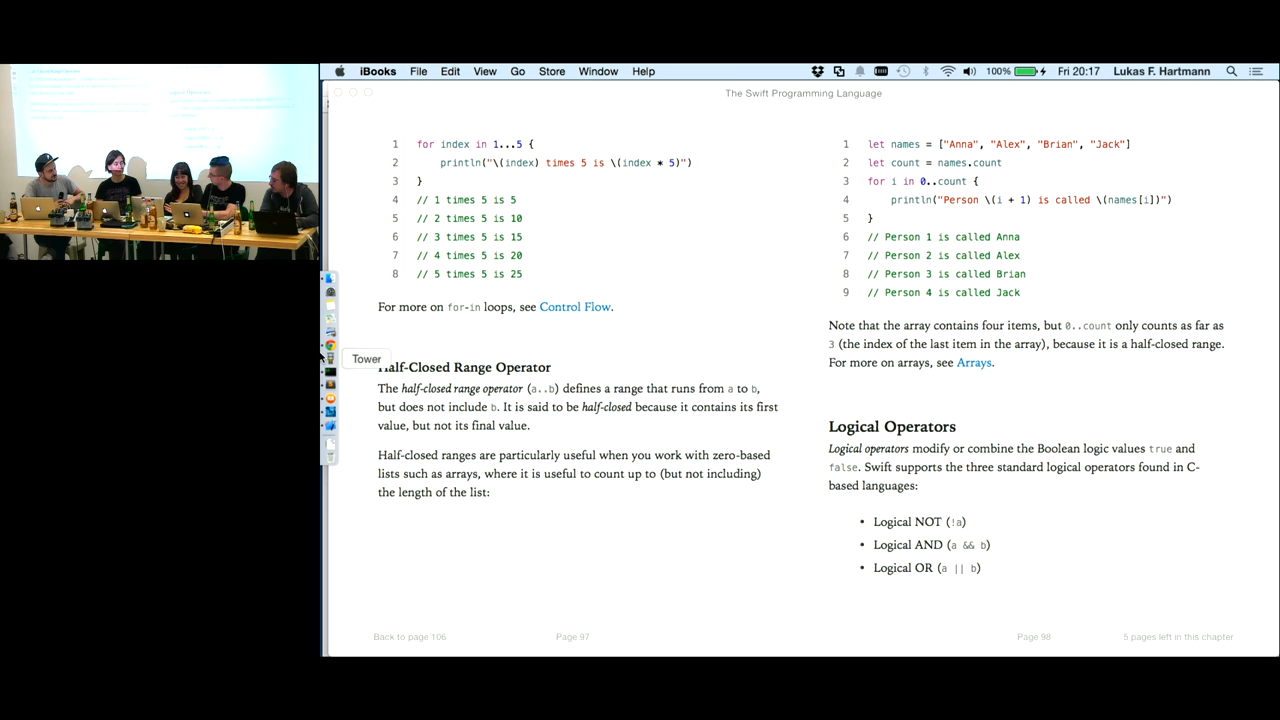 iBooks File Edit View Go Store Window Help 100% Fri 20:17 Lukas F. Hartmann
The Swift Programming Language
1 for index in 1...5 {
2 println("\(index) times 5 is \(index * 5)")
3 }
4 // 1 times 5 is 5
5 // 2 times 5 is 10
6 // 3 times 5 is 15
7 // 4 times 5 is 20
8 // 5 times 5 is 25
For more on for-in loops, see Control Flow.
Tower
Half-Closed Range Operator
The half-closed range operator (a..b) defines a range that runs from a to b,
but does not include b. It is said to be half-closed because it contains its first
value, but not its final value.
Half-closed ranges are particularly useful when you work with zero-based
lists such as arrays, where it is useful to count up to (but not including)
the length of the list:
1 let names = ["Anna", "Alex", "Brian", "Jack"]
2 let count = names.count
3 for i in 0..count {
4 println("Person \(i + 1) is called \(names[i])")
5 }
6 // Person 1 is called Anna
7 // Person 2 is called Alex
8 // Person 3 is called Brian
9 // Person 4 is called Jack
Note that the array contains four items, but 0..count only counts as far as
3 (the index of the last item in the array), because it is a half-closed range.
For more on arrays, see Arrays.
Logical Operators
Logical operators modify or combine the Boolean logic values true and
false. Swift supports the three standard logical operators found in C-
based languages:
• Logical NOT (!a)
• Logical AND (a && b)
• Logical OR (a || b)
Back to page 106 Page 97 Page 98 5 pages left in this chapter